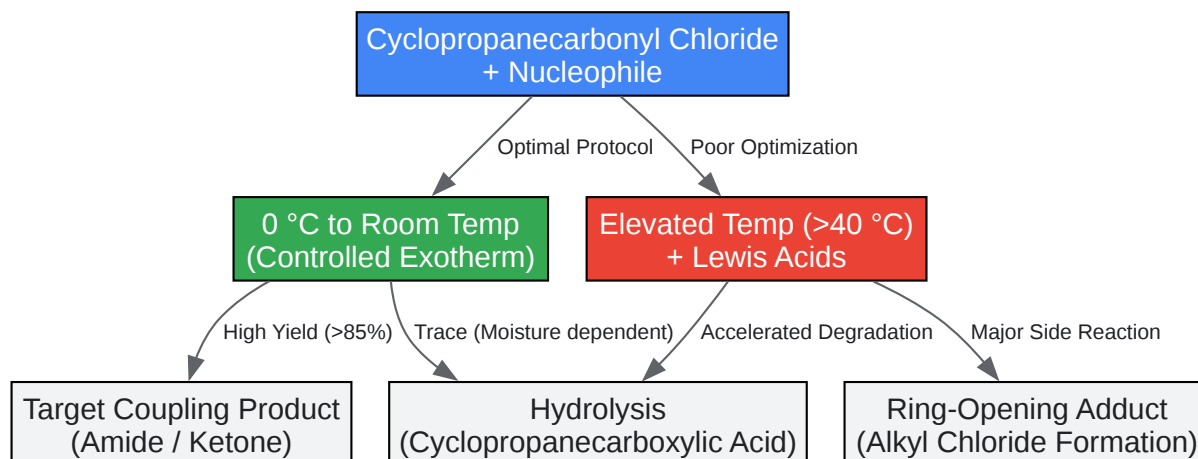 Cyclopropanecarbonyl Chloride
+ Nucleophile
Optimal Protocol
Poor Optimization
0 °C to Room Temp
(Controlled Exotherm)
Elevated Temp (>40 °C)
+ Lewis Acids
High Yield (>85%)
Trace (Moisture dependent)
Accelerated Degradation
Major Side Reaction
Target Coupling Product
(Amide / Ketone)
Hydrolysis
(Cyclopropanecarboxylic Acid)
Ring-Opening Adduct
(Alkyl Chloride Formation)